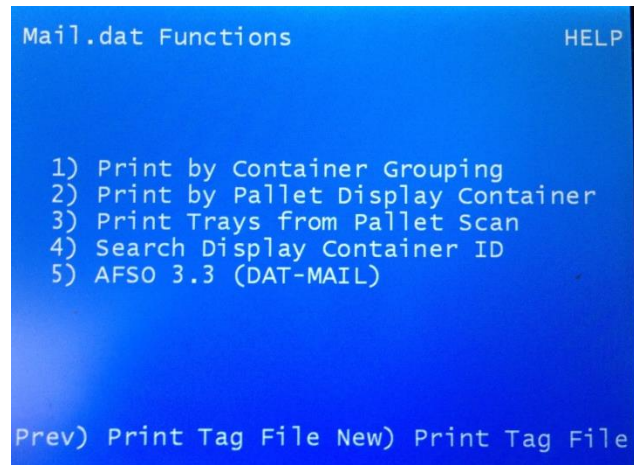 Mail.dat Functions HELP
1) Print by Container Grouping
2) Print by Pallet Display Container
3) Print Trays from Pallet Scan
4) Search Display Container ID
5) AFSO 3.3 (DAT-MAIL)
Prev) Print Tag File New) Print Tag File